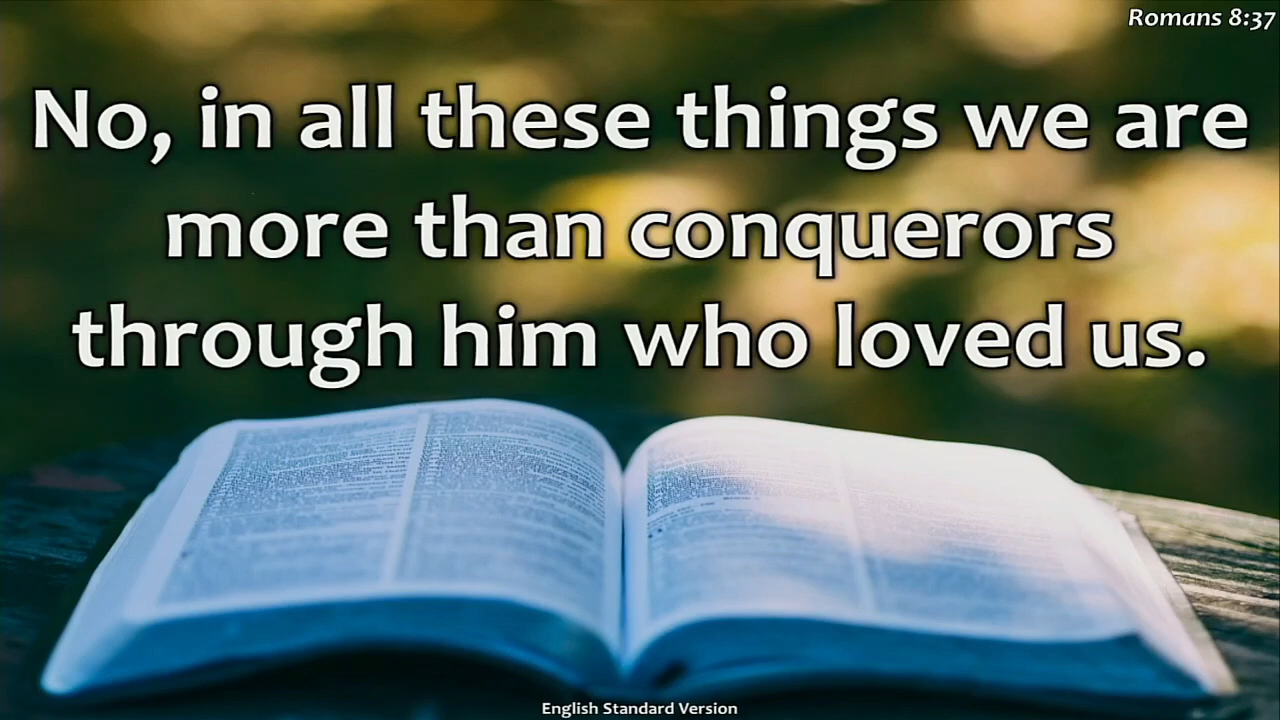 Romans 8:37
No, in all these things we are
more than conquerors
through him who loved us.
English Standard Version